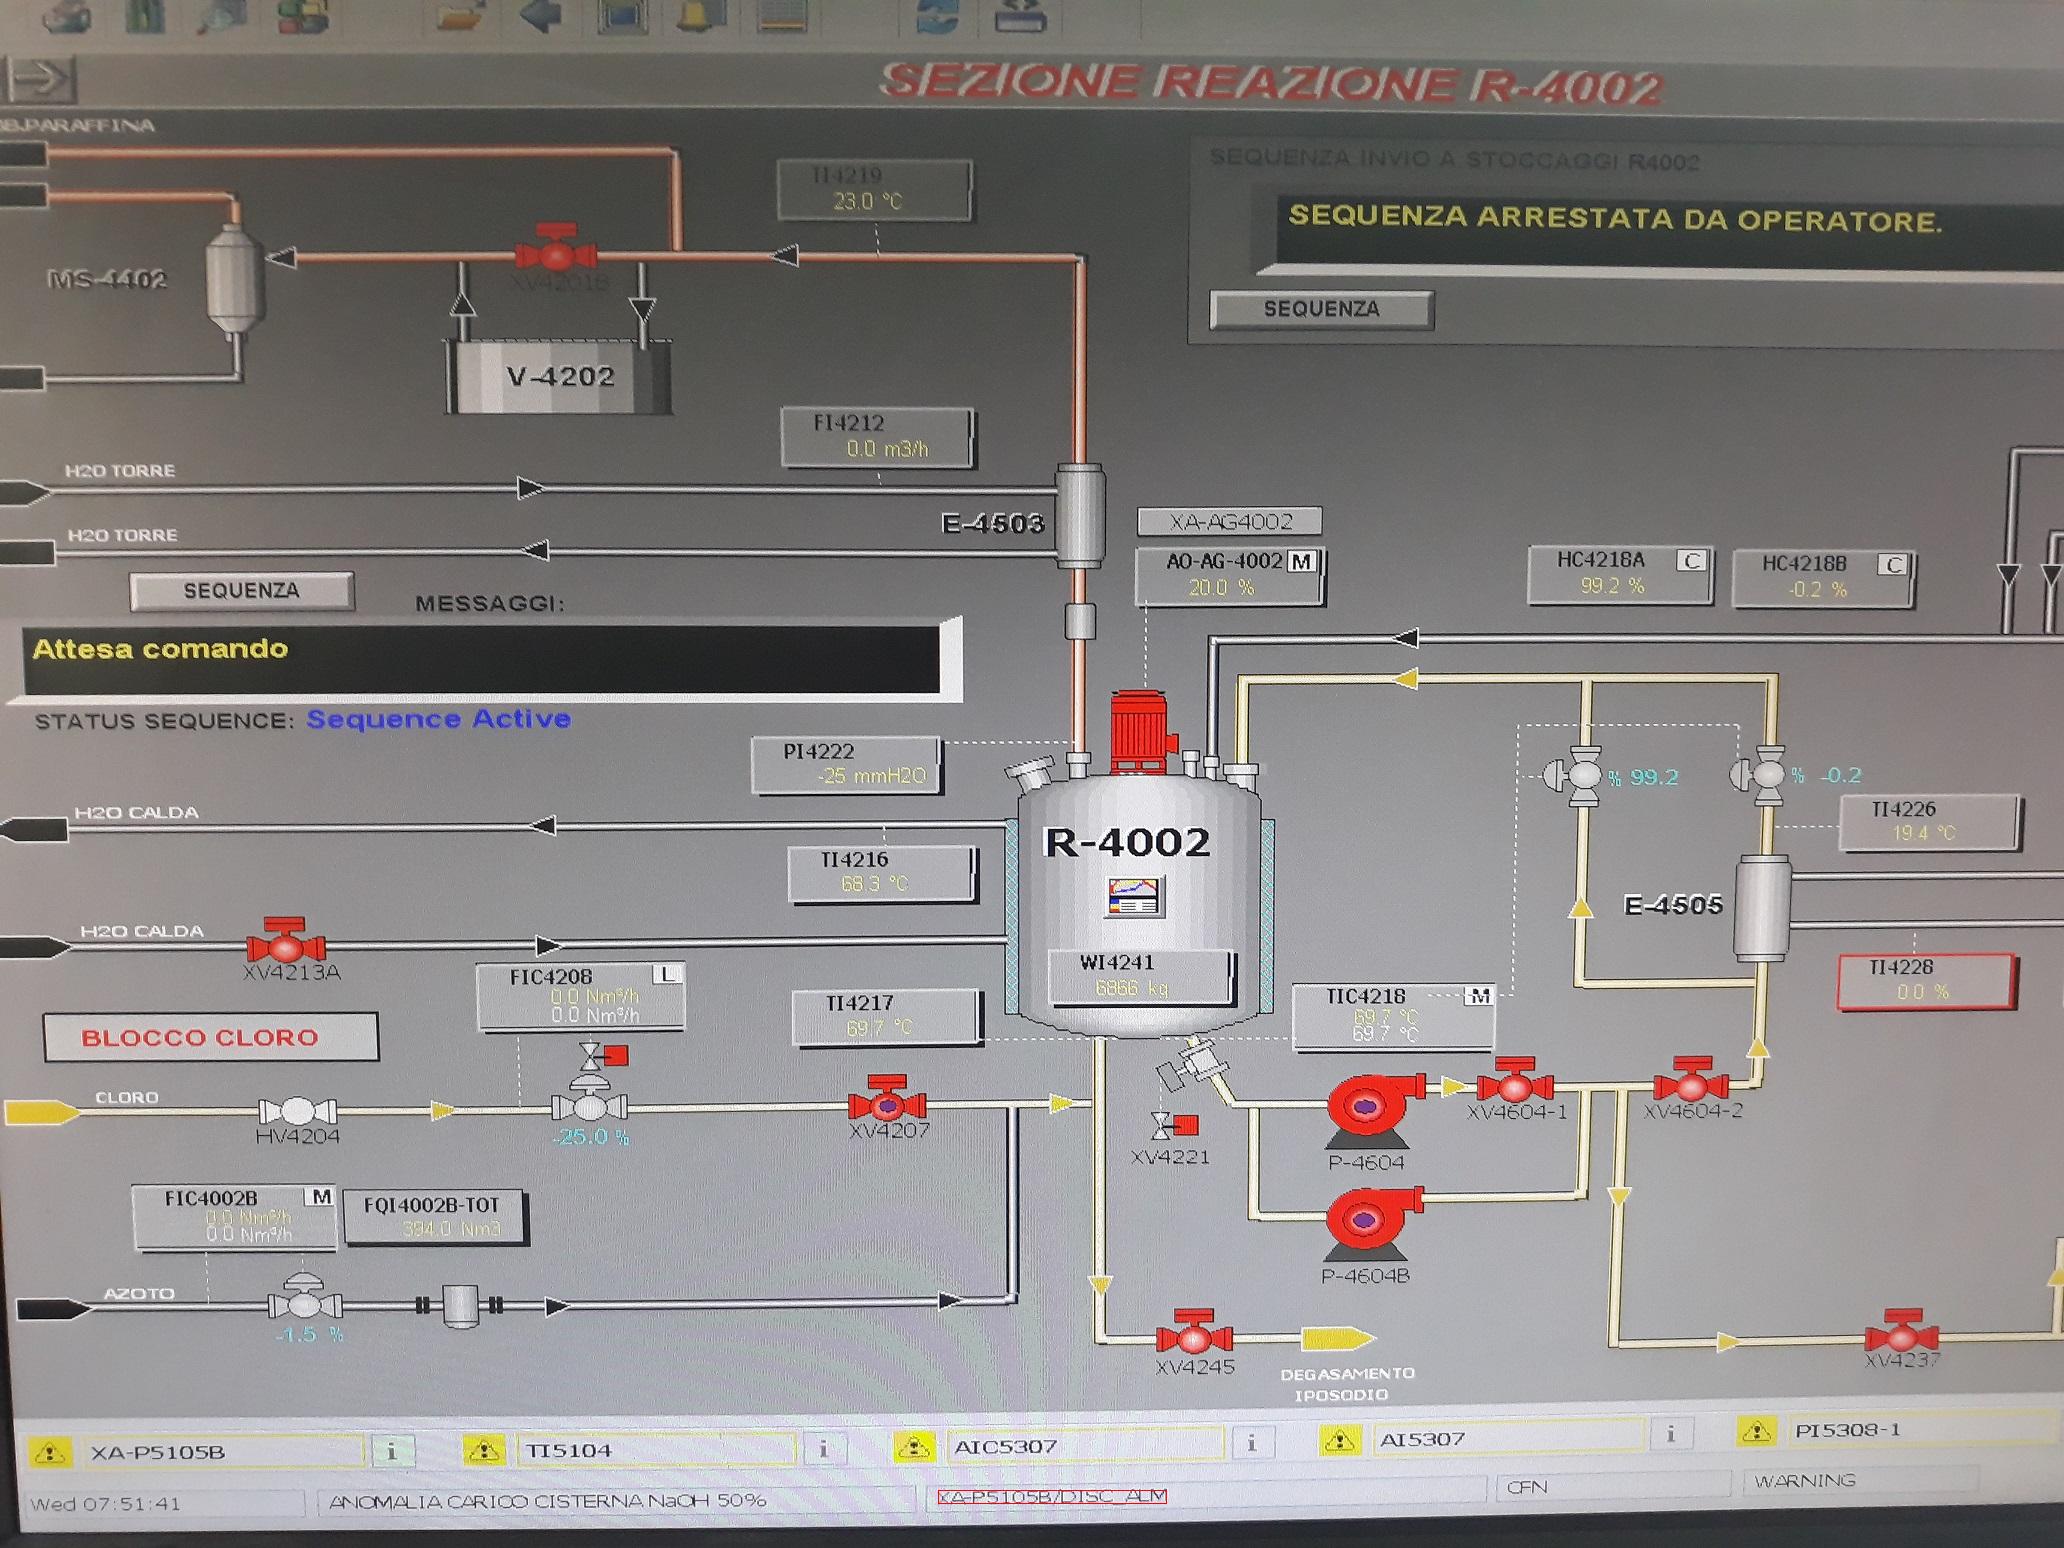 SEZIONE REAZIONE R-4002
PARAFFINA
TI4219
23.0 °C
SEQUENZA INVIO A STOCCAGGI R4002
SEQUENZA ARRESTATA DA OPERATORE.
SEQUENZA
MS-4402
XV4201B
V-4202
FI4212
0.0 m3/h
H2O TORRE
E-4503
H2O TORRE
XA-AG4002
AO-AG-4002 M
20.0 %
HC4218A C
99.2 %
HC4218B C
-0.2 %
SEQUENZA
MESSAGGI:
Attesa comando
STATUS SEQUENCE: Sequence Active
PI4222
-25 mmH2O
% 99.2
% -0.2
H2O CALDA
TI4226
19.4 °C
R-4002
TI4216
68.3 °C
E-4505
H2O CALDA
XV4213A
WI4241
6866 kg
TI4228
0.0 %
FIC4208 L
0.0 Nm³/h
0.0 Nm³/h
TI4217
69.7 °C
TIC4218 M
69.7 °C
69.7 °C
BLOCCO CLORO
CLORO
HV4204
-25.0 %
XV4207
XV4221
P-4604
XV4604-1
XV4604-2
FIC4002B M
0.0 Nm³/h
0.0 Nm³/h
FQI4002B-TOT
394.0 Nm3
P-4604B
AZOTO
-1.5 %
XV4245
DEGASAMENTO
IPOSODIO
XV4237
XA-P5105B i
TI5104 i
AIC5307 i
AI5307 i
PI5308-1
Wed 07:51:41
ANOMALIA CARICO CISTERNA NaOH 50%
XA-P5105B/DISC_ALM
CFN
WARNING